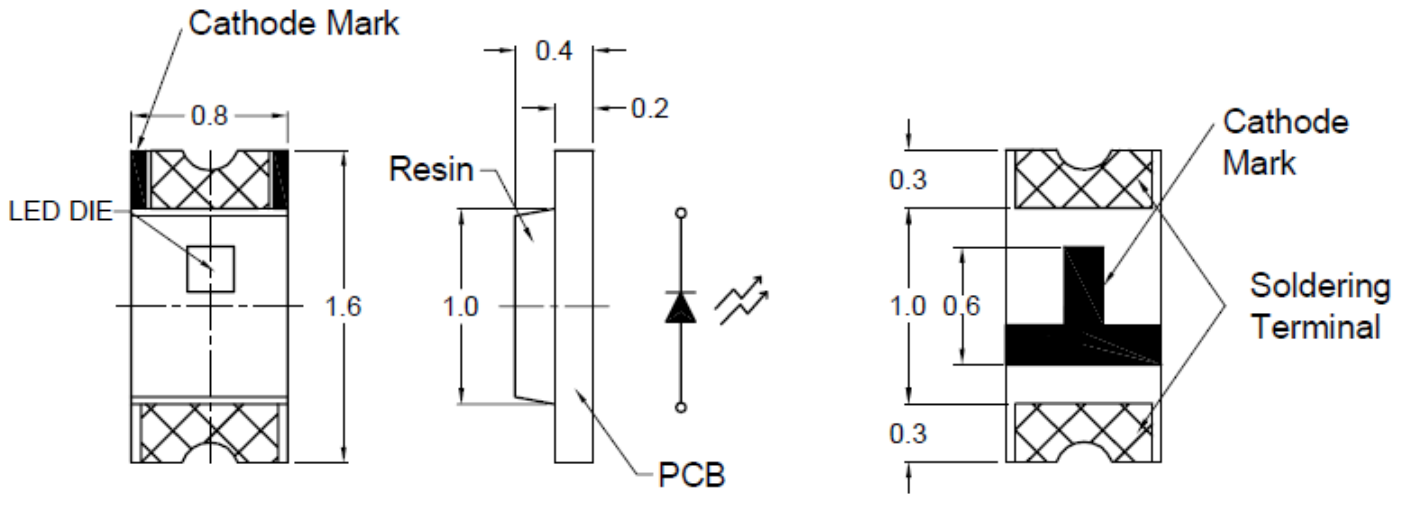 Cathode Mark
0.8
LED DIE
1.6
0.4
0.2
Resin
1.0
PCB
Cathode
Mark
0.3
1.0
0.6
0.3
Soldering
Terminal